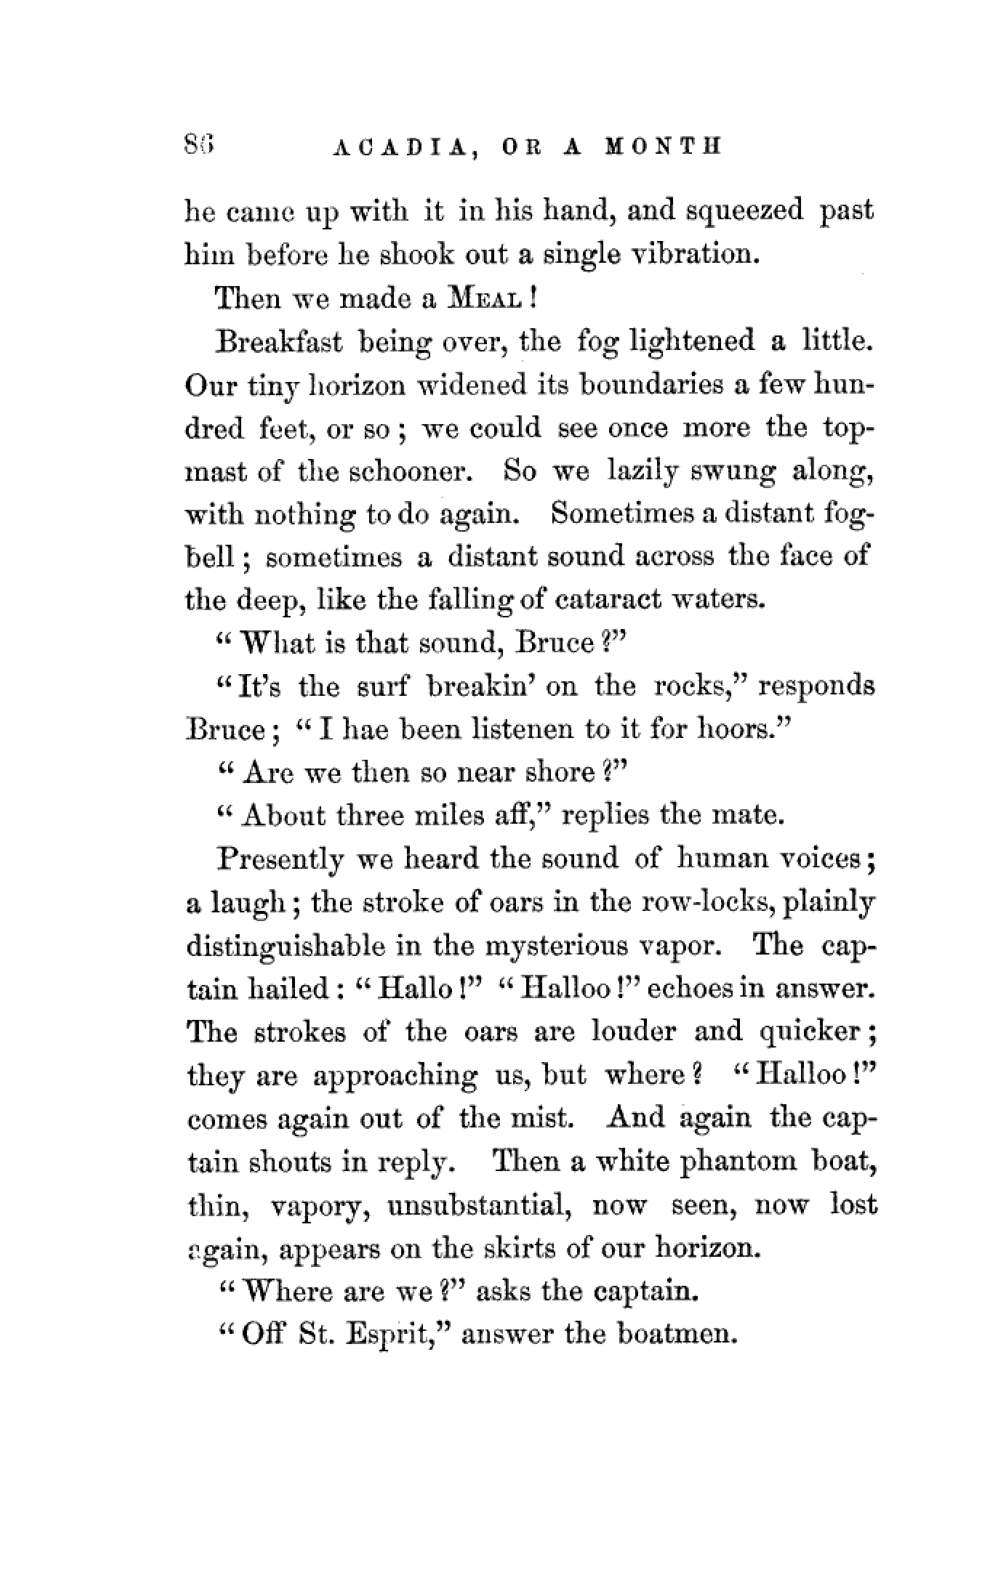 86 ACADIA, OR A MONTH
he came up with it in his hand, and squeezed past
him before he shook out a single vibration.
Then we made a MEAL!
Breakfast being over, the fog lightened a little.
Our tiny horizon widened its boundaries a few hun-
dred feet, or so; we could see once more the top-
mast of the schooner. So we lazily swung along,
with nothing to do again. Sometimes a distant fog-
bell; sometimes a distant sound across the face of
the deep, like the falling of cataract waters.
"What is that sound, Bruce?"
"It's the surf breakin' on the rocks," responds
Bruce; "I hae been listenen to it for hoors."
"Are we then so near shore?"
"About three miles aff," replies the mate.
Presently we heard the sound of human voices;
a laugh; the stroke of oars in the row-locks, plainly
distinguishable in the mysterious vapor. The cap-
tain hailed: "Hallo!" "Halloo!" echoes in answer.
The strokes of the oars are louder and quicker;
they are approaching us, but where? "Halloo!"
comes again out of the mist. And again the cap-
tain shouts in reply. Then a white phantom boat,
thin, vapory, unsubstantial, now seen, now lost
again, appears on the skirts of our horizon.
"Where are we?" asks the captain.
"Off St. Esprit," answer the boatmen.